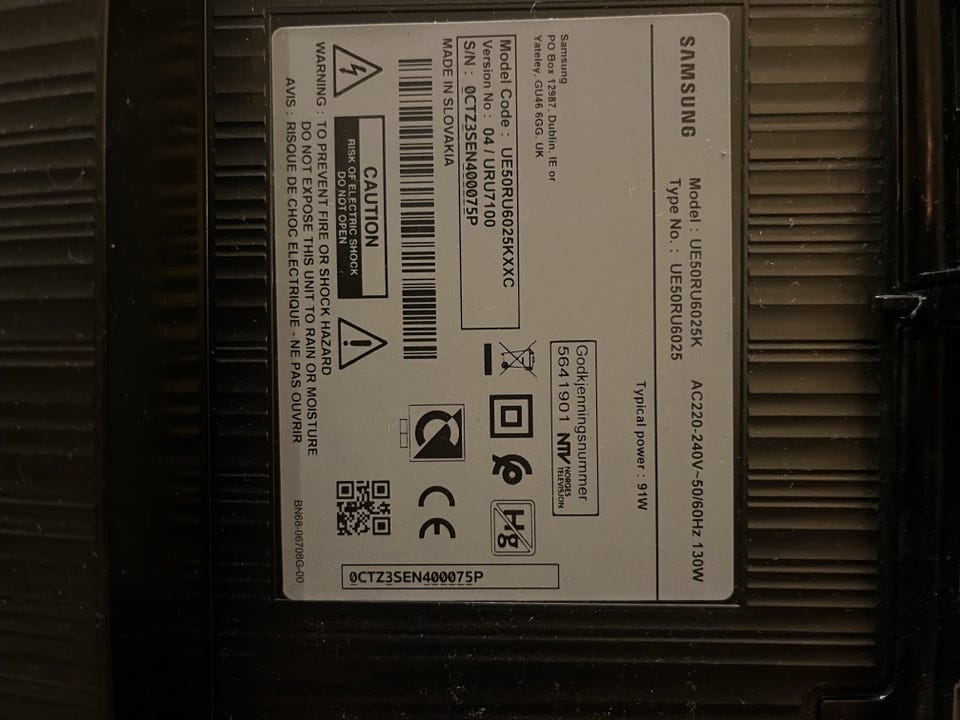 SAMSUNG
Model : UE50RU6025K
Type No. : UE50RU6025
AC220-240V~50/60Hz 130W
Typical power : 91W
Samsung
PO Box 12987. Dublin. IE or
Yateley, GU46 6GG. UK
Godkjenningsnummer
5641901 NTV NORGES
TELEVISION
Model Code : UE50RU6025KXXC
Version No : 04 / URU7100
S/N : 0CTZ3SEN400075P
MADE IN SLOVAKIA
Hg
CE
CAUTION
RISK OF ELECTRIC SHOCK
DO NOT OPEN
WARNING : TO PREVENT FIRE OR SHOCK HAZARD
DO NOT EXPOSE THIS UNIT TO RAIN OR MOISTURE
AVIS : RISQUE DE CHOC ELECTRIQUE - NE PAS OUVRIR
0CTZ3SEN400075P
BN68-06708G-00